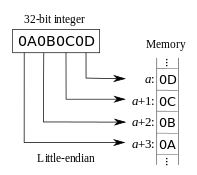 32-bit integer
0A0B0C0D
Memory
⋮
a: 0D
a+1: 0C
a+2: 0B
a+3: 0A
⋮
Little-endian